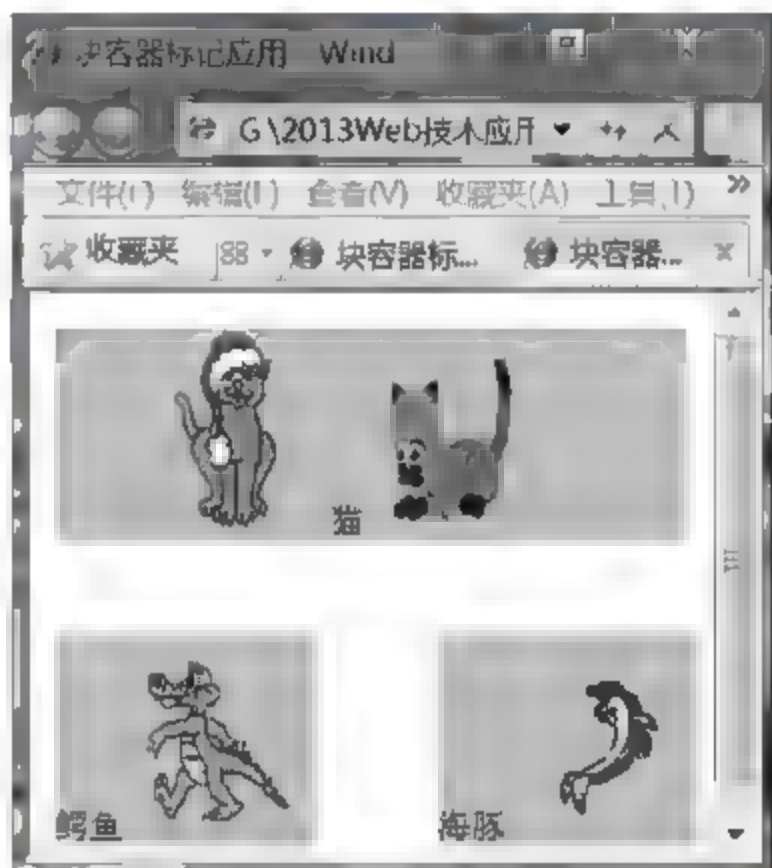 块容器标记应用 Wind
G\2013Web技术应用
文件 编辑 查看(V) 收藏夹(A) 工具
收藏夹 块容器标... 块容器...
猫
鳄鱼
海豚